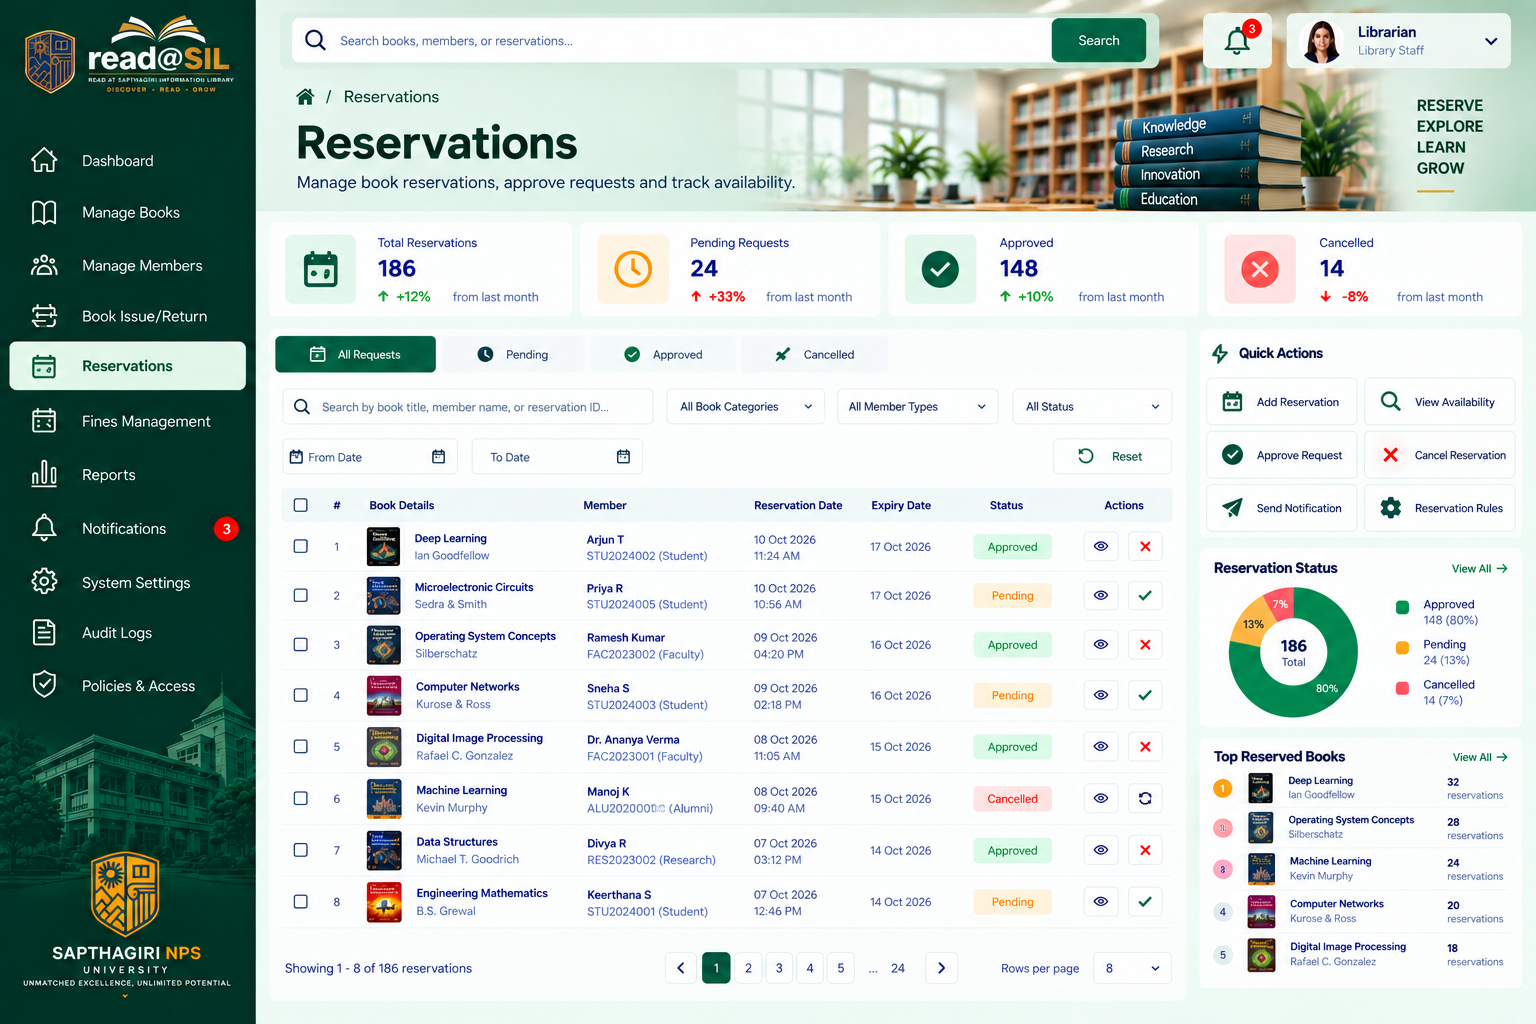 read@SIL
READ AT SAPTHAGIRI INFORMATION LIBRARY
DISCOVER • READ • GROW
Dashboard
Manage Books
Manage Members
Book Issue/Return
Reservations
Fines Management
Reports
Notifications 3
System Settings
Audit Logs
Policies & Access
SAPTHAGIRI NPS
UNIVERSITY
UNMATCHED EXCELLENCE, UNLIMITED POTENTIAL
Search books, members, or reservations...
Search
3
Librarian
Library Staff
/ Reservations
Reservations
Manage book reservations, approve requests and track availability.
Knowledge
Research
Innovation
Education
RESERVE
EXPLORE
LEARN
GROW
Total Reservations
186
+12% from last month
Pending Requests
24
+33% from last month
Approved
148
+10% from last month
Cancelled
14
-8% from last month
All Requests
Pending
Approved
Cancelled
Search by book title, member name, or reservation ID...
All Book Categories
All Member Types
All Status
From Date
To Date
Reset
# Book Details Member Reservation Date Expiry Date Status Actions
1 Deep Learning Arjun T 10 Oct 2026 17 Oct 2026 Approved
Ian Goodfellow STU2024002 (Student) 11:24 AM
2 Microelectronic Circuits Priya R 10 Oct 2026 17 Oct 2026 Pending
Sedra & Smith STU2024005 (Student) 10:56 AM
3 Operating System Concepts Ramesh Kumar 09 Oct 2026 16 Oct 2026 Approved
Silberschatz FAC2023002 (Faculty) 04:20 PM
4 Computer Networks Sneha S 09 Oct 2026 16 Oct 2026 Pending
Kurose & Ross STU2024003 (Student) 02:18 PM
5 Digital Image Processing Dr. Ananya Verma 08 Oct 2026 15 Oct 2026 Approved
Rafael C. Gonzalez FAC2023001 (Faculty) 11:05 AM
6 Machine Learning Manoj K 08 Oct 2026 15 Oct 2026 Cancelled
Kevin Murphy (Alumni) 09:40 AM
7 Data Structures Divya R 07 Oct 2026 14 Oct 2026 Approved
Michael T. Goodrich RES2023002 (Research) 03:12 PM
8 Engineering Mathematics Keerthana S 07 Oct 2026 14 Oct 2026 Pending
B.S. Grewal STU2024001 (Student) 12:46 PM
Showing 1 - 8 of 186 reservations
1 2 3 4 5 ... 24
Rows per page 8
Quick Actions
Add Reservation
View Availability
Approve Request
Cancel Reservation
Send Notification
Reservation Rules
Reservation Status
View All →
7%
13%
80%
186
Total
Approved
148 (80%)
Pending
24 (13%)
Cancelled
14 (7%)
Top Reserved Books
View All →
1 Deep Learning 32
Ian Goodfellow reservations
Operating System Concepts 28
Silberschatz reservations
Machine Learning 24
Kevin Murphy reservations
4 Computer Networks 20
Kurose & Ross reservations
5 Digital Image Processing 18
Rafael C. Gonzalez reservations